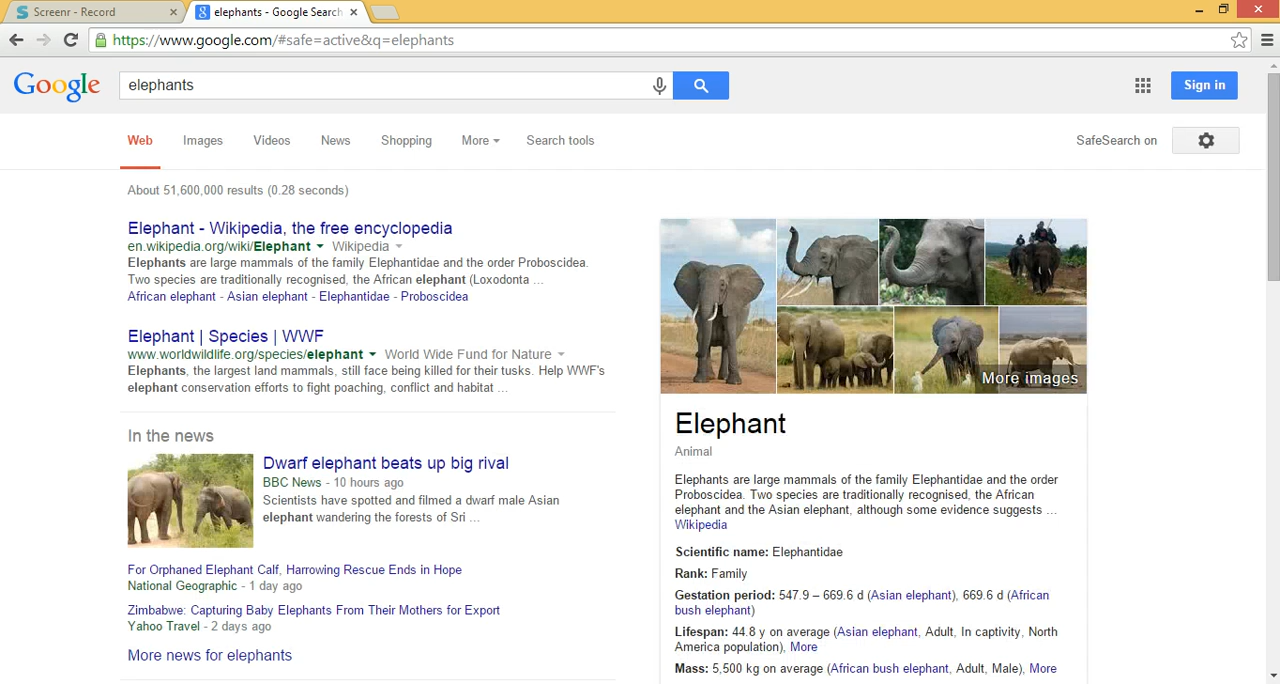 Screenr - Record
elephants - Google Search
https://www.google.com/#safe=active&q=elephants
Google
elephants
Sign in
Web Images Videos News Shopping More Search tools
SafeSearch on
About 51,600,000 results (0.28 seconds)
Elephant - Wikipedia, the free encyclopedia
en.wikipedia.org/wiki/Elephant Wikipedia
Elephants are large mammals of the family Elephantidae and the order Proboscidea.
Two species are traditionally recognised, the African elephant (Loxodonta ...
African elephant - Asian elephant - Elephantidae - Proboscidea
Elephant | Species | WWF
www.worldwildlife.org/species/elephant World Wide Fund for Nature
Elephants, the largest land mammals, still face being killed for their tusks. Help WWF's
elephant conservation efforts to fight poaching, conflict and habitat ...
In the news
Dwarf elephant beats up big rival
BBC News - 10 hours ago
Scientists have spotted and filmed a dwarf male Asian
elephant wandering the forests of Sri ...
For Orphaned Elephant Calf, Harrowing Rescue Ends in Hope
National Geographic - 1 day ago
Zimbabwe: Capturing Baby Elephants From Their Mothers for Export
Yahoo Travel - 2 days ago
More news for elephants
More images
Elephant
Animal
Elephants are large mammals of the family Elephantidae and the order
Proboscidea. Two species are traditionally recognised, the African
elephant and the Asian elephant, although some evidence suggests ...
Wikipedia
Scientific name: Elephantidae
Rank: Family
Gestation period: 547.9 – 669.6 d (Asian elephant), 669.6 d (African
bush elephant)
Lifespan: 44.8 y on average (Asian elephant, Adult, In captivity, North
America population), More
Mass: 5,500 kg on average (African bush elephant, Adult, Male), More